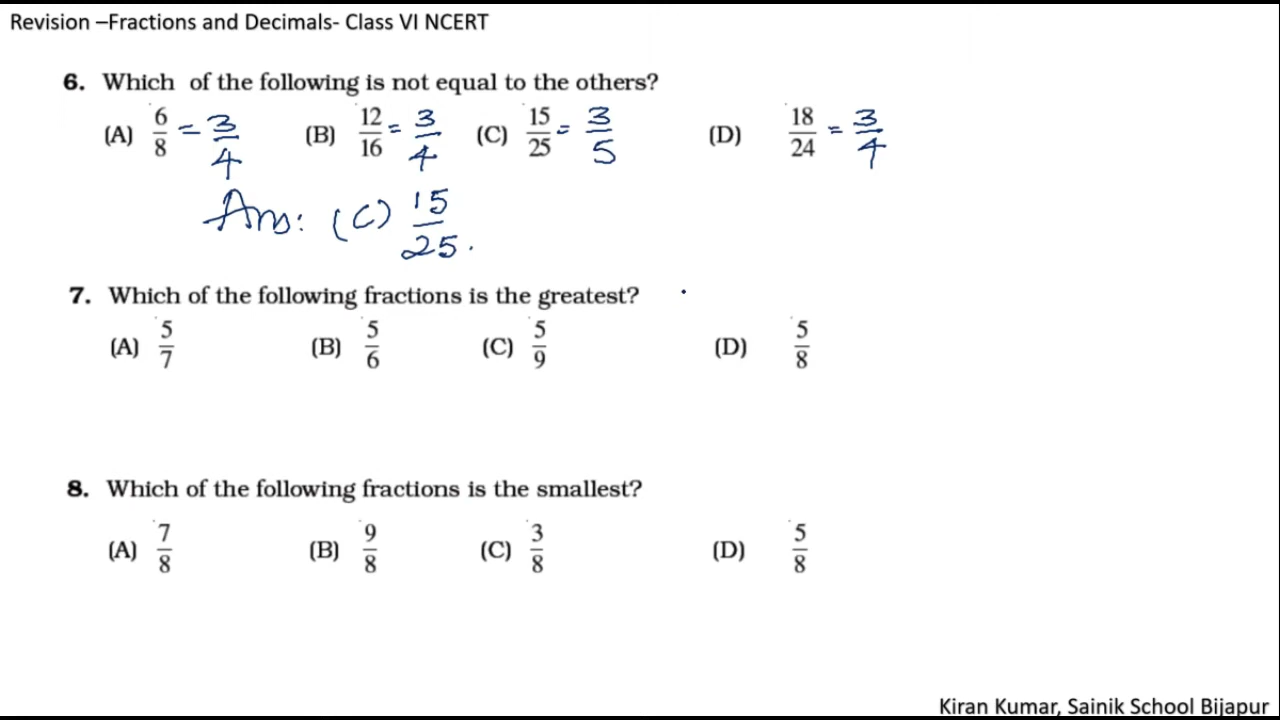 Revision –Fractions and Decimals- Class VI NCERT
6. Which of the following is not equal to the others?
(A) 6/8 = 3/4 (B) 12/16 = 3/4 (C) 15/25 = 3/5 (D) 18/24 = 3/4
Ans: (C) 15/25.
7. Which of the following fractions is the greatest?
(A) 5/7 (B) 5/6 (C) 5/9 (D) 5/8
8. Which of the following fractions is the smallest?
(A) 7/8 (B) 9/8 (C) 3/8 (D) 5/8
Kiran Kumar, Sainik School Bijapur